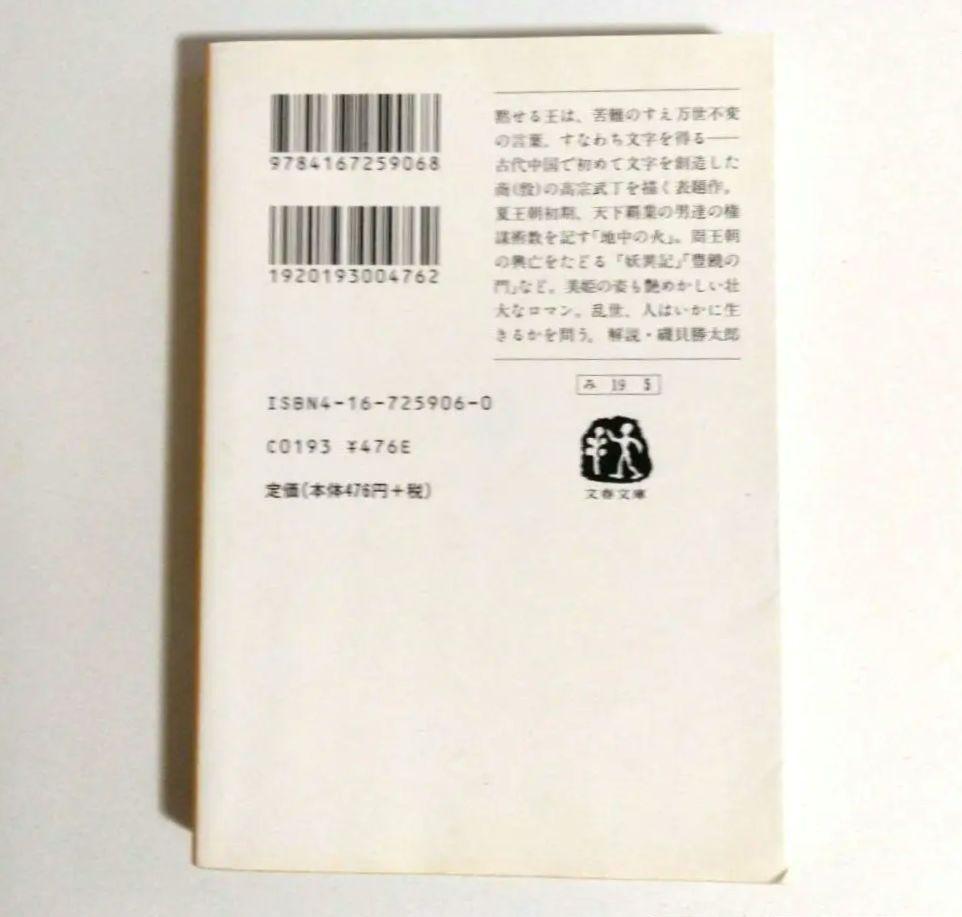 9784167259068
1920193004762
黙せる王は、苦難のすえ万世不変
の言葉、すなわち文字を得る――
古代中国で初めて文字を創造した
商(殷)の高宗武丁を描く表題作。
夏王朝初期、天下覇業の男達の権
謀術数を記す「地中の火」。周王朝
の興亡をたどる「妖異記」「豊饒の
門」など。美姫の姿も艶めかしい壮
大なロマン。乱世、人はいかに生
きるかを問う。 解説・磯貝勝太郎
み 19 5
文春文庫
ISBN4-16-725906-0
C0193 ¥476E
定価(本体476円+税)